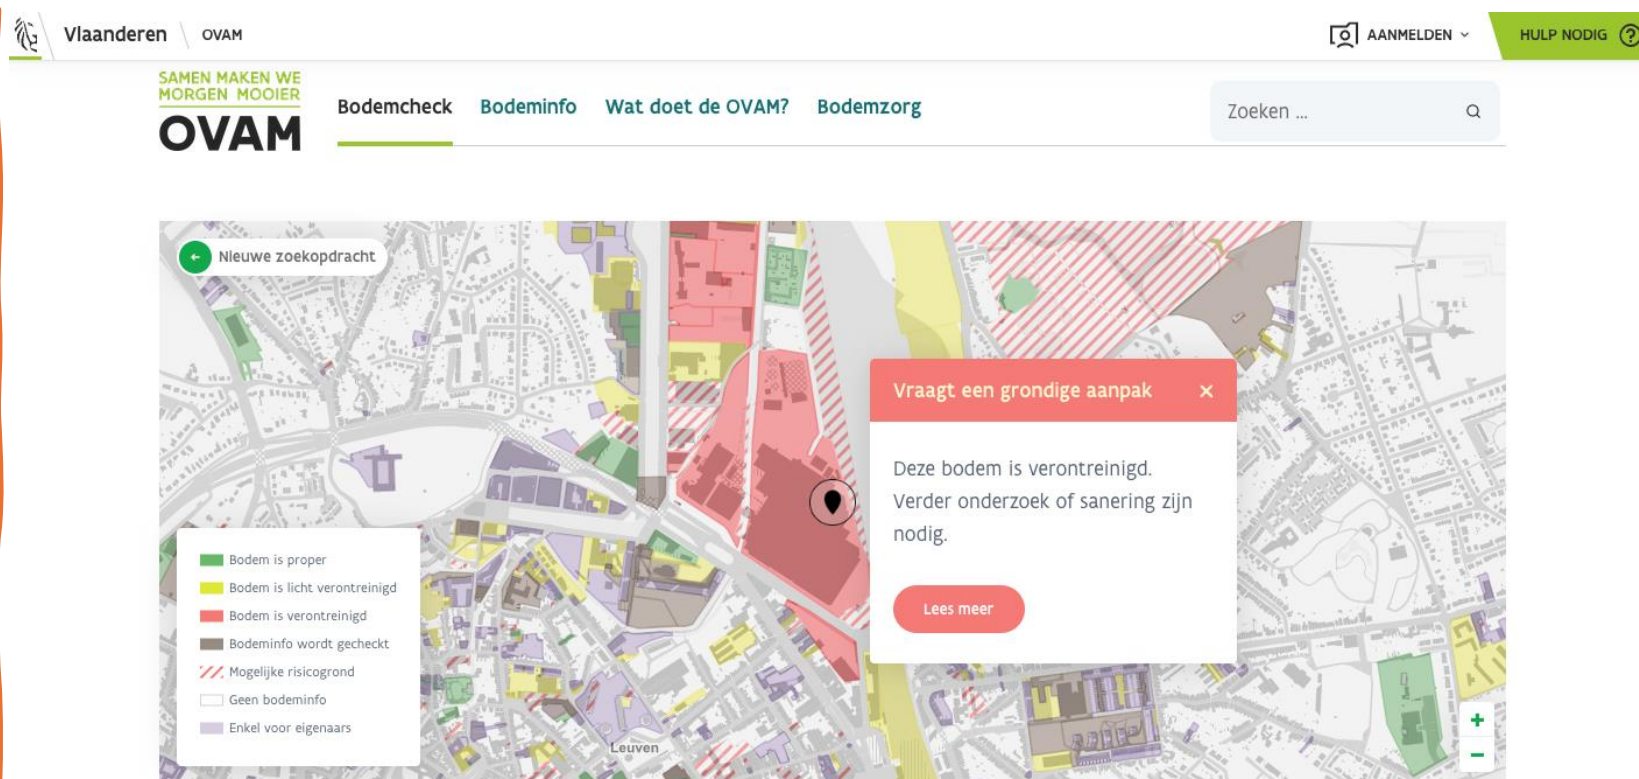 Vlaanderen OVAM AANMELDEN HULP NODIG ?
SAMEN MAKEN WE
MORGEN MOOIER
OVAM
Bodemcheck Bodeminfo Wat doet de OVAM? Bodemzorg
Zoeken ...
Nieuwe zoekopdracht
Vraagt een grondige aanpak
Deze bodem is verontreinigd.
Verder onderzoek of sanering zijn
nodig.
Lees meer
Bodem is proper
Bodem is licht verontreinigd
Bodem is verontreinigd
Bodeminfo wordt gecheckt
Mogelijke risicogrond
Geen bodeminfo
Enkel voor eigenaars
Leuven
+
−